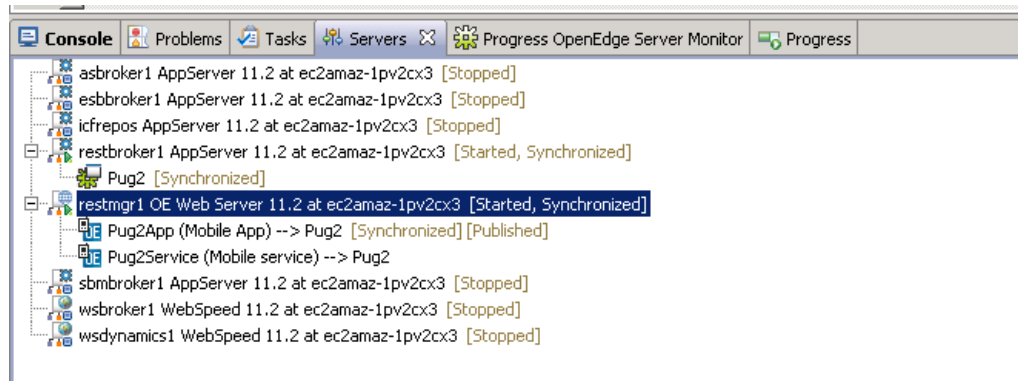 Console Problems Tasks Servers Progress OpenEdge Server Monitor Progress
asbroker1 AppServer 11.2 at ec2amaz-1pv2cx3 [Stopped]
esbbroker1 AppServer 11.2 at ec2amaz-1pv2cx3 [Stopped]
icfrepos AppServer 11.2 at ec2amaz-1pv2cx3 [Stopped]
restbroker1 AppServer 11.2 at ec2amaz-1pv2cx3 [Started, Synchronized]
Pug2 [Synchronized]
restmgr1 OE Web Server 11.2 at ec2amaz-1pv2cx3 [Started, Synchronized]
Pug2App (Mobile App) --> Pug2 [Synchronized] [Published]
Pug2Service (Mobile service) --> Pug2
sbmbroker1 AppServer 11.2 at ec2amaz-1pv2cx3 [Stopped]
wsbroker1 WebSpeed 11.2 at ec2amaz-1pv2cx3 [Stopped]
wsdynamics1 WebSpeed 11.2 at ec2amaz-1pv2cx3 [Stopped]